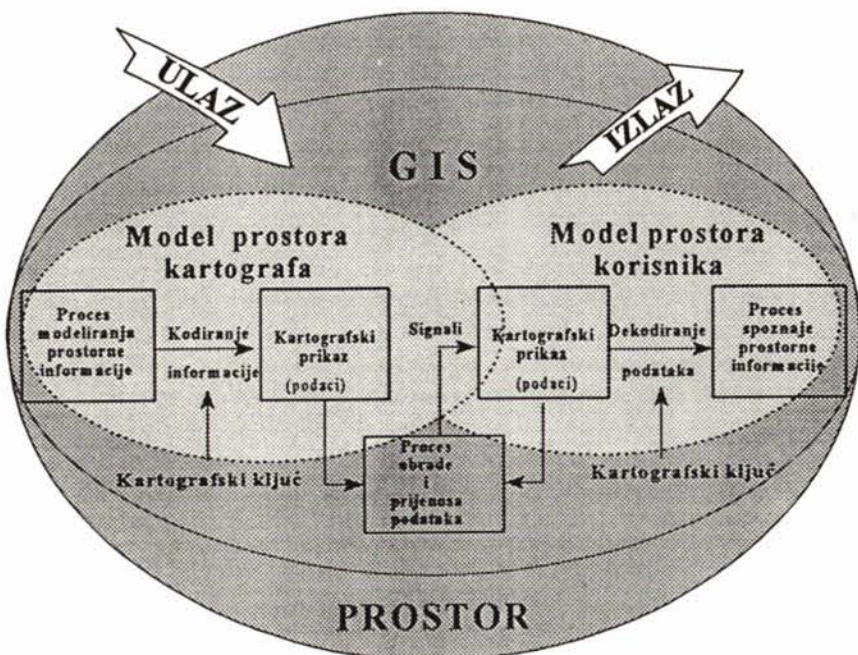 ULAZ
IZLAZ
GIS
Model prostora
kartografa
Model prostora
korisnika
Proces
modeliranja
prostorne
informacije
Kodiranje
informacije
Kartografski
prikaz
(podaci)
Signali
Kartografski
prikaz
(podaci)
Dekodiranje
podataka
Proces
spoznaje
prostorne
informacije
Kartografski ključ
Proces
obrade
i
prijenosa
podataka
Kartografski ključ
PROSTOR